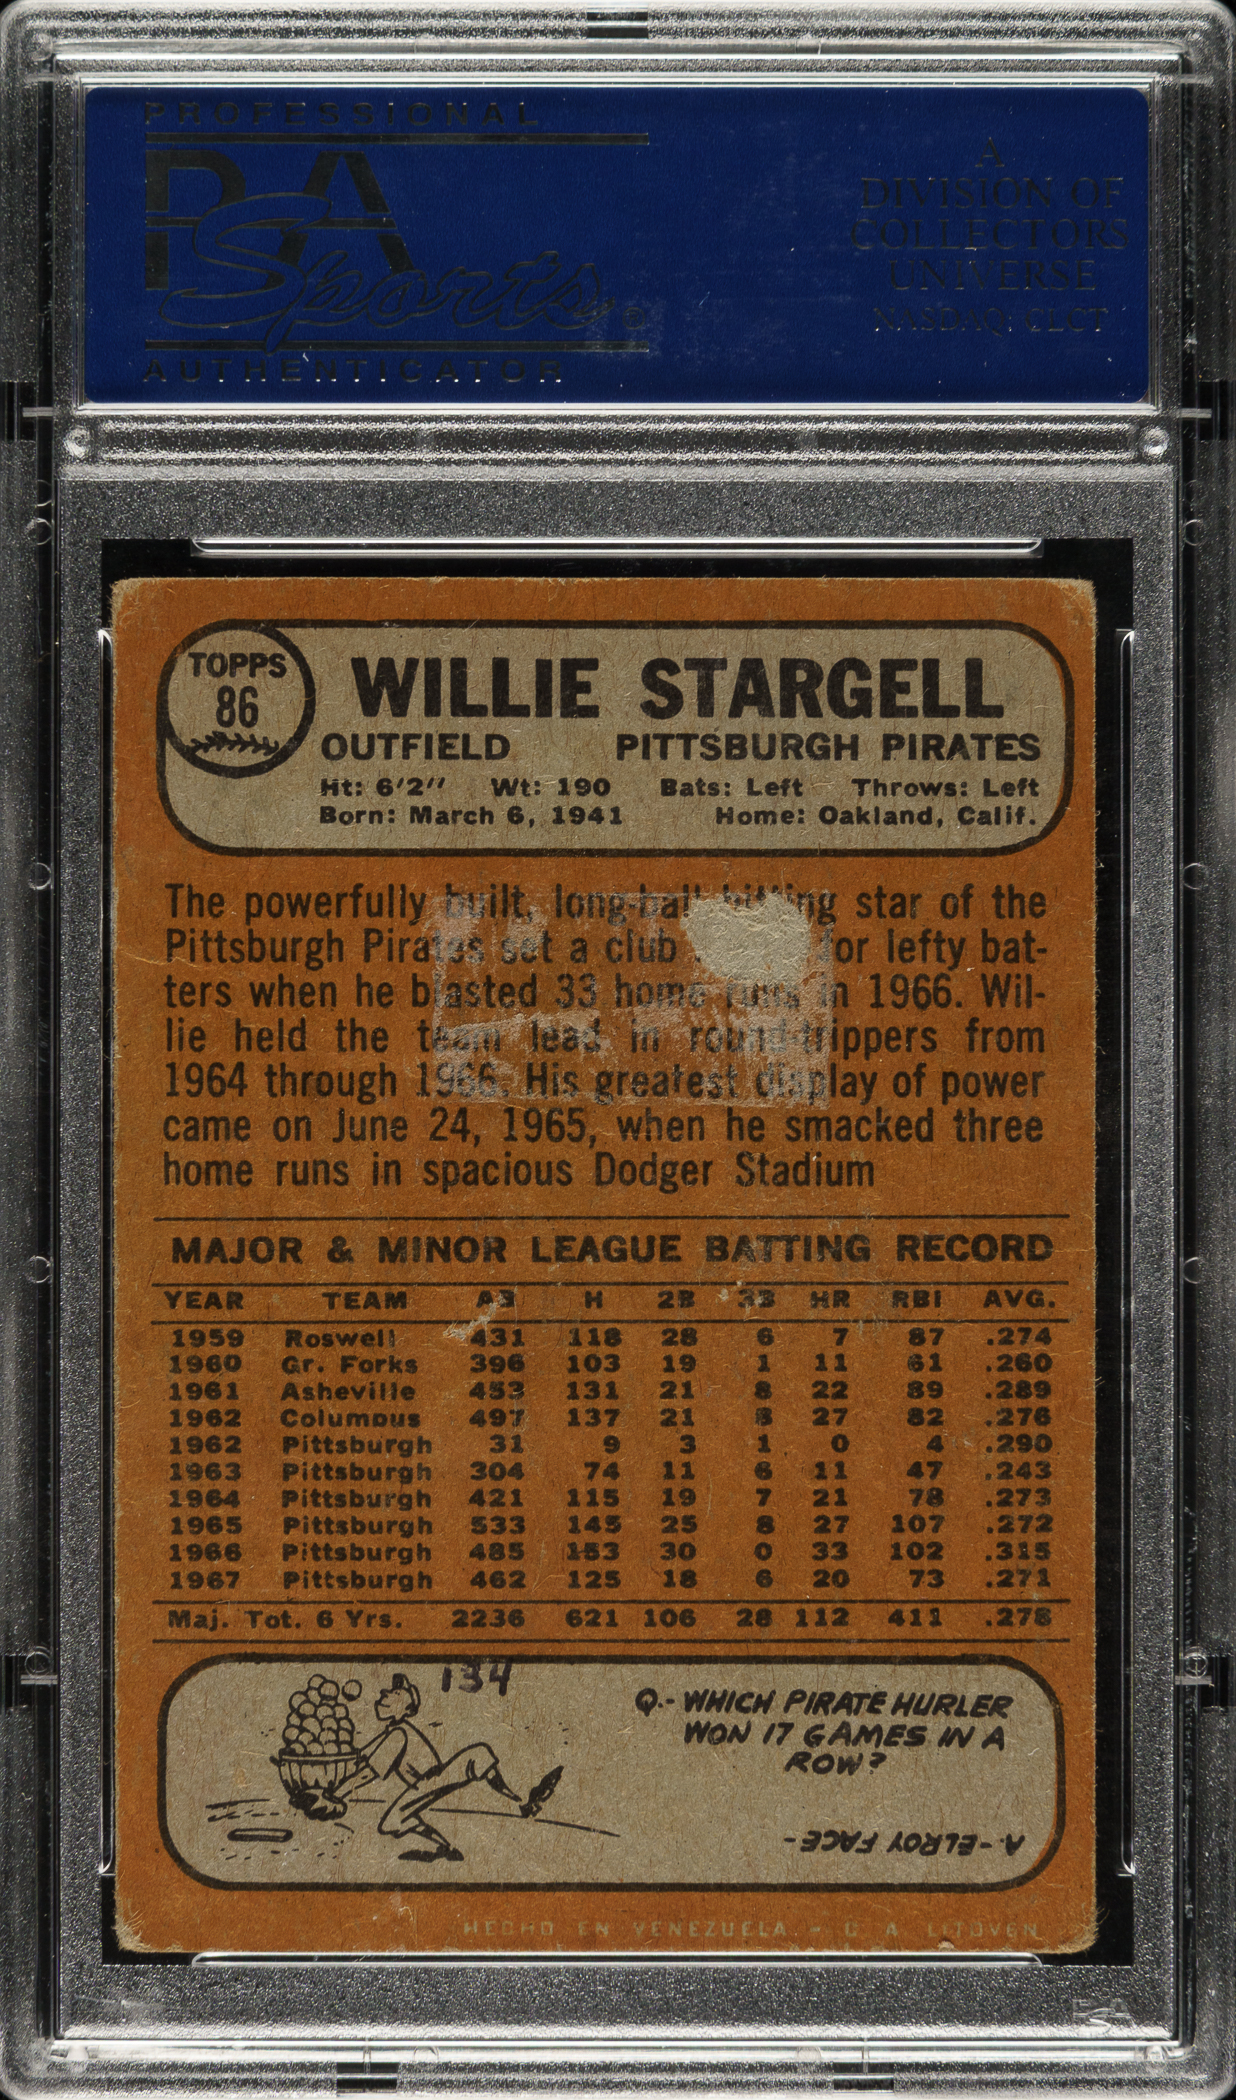 PROFESSIONAL
PSA
Sports ®
AUTHENTICATOR
A
DIVISION OF
COLLECTORS
UNIVERSE
NASDAQ: CLCT
TOPPS
86
WILLIE STARGELL
OUTFIELD PITTSBURGH PIRATES
Ht: 6'2" Wt: 190 Bats: Left Throws: Left
Born: March 6, 1941 Home: Oakland, Calif.
The powerfully built, long-ball hitting star of the
Pittsburgh Pirates set a club for lefty bat-
ters when he blasted 33 home runs in 1966. Wil-
lie held the team lead in round-trippers from
1964 through 1966. His greatest display of power
came on June 24, 1965, when he smacked three
home runs in spacious Dodger Stadium
MAJOR & MINOR LEAGUE BATTING RECORD
YEAR TEAM AB H 2B 3B HR RBI AVG.
1959 Roswell 431 118 28 6 7 87 .274
1960 Gr. Forks 396 103 19 1 11 61 .260
1961 Asheville 453 131 21 8 22 89 .289
1962 Columbus 497 137 21 8 27 82 .276
1962 Pittsburgh 31 9 3 1 0 4 .290
1963 Pittsburgh 304 74 11 6 11 47 .243
1964 Pittsburgh 421 115 19 7 21 78 .273
1965 Pittsburgh 533 145 25 8 27 107 .272
1966 Pittsburgh 485 153 30 0 33 102 .315
1967 Pittsburgh 462 125 18 6 20 73 .271
Maj. Tot. 6 Yrs. 2236 621 106 28 112 411 .278
134
Q.- WHICH PIRATE HURLER
WON 17 GAMES IN A
ROW?
A.-ELROY FACE-
HECHO EN VENEZUELA - C. A. LITOVEN
PSA